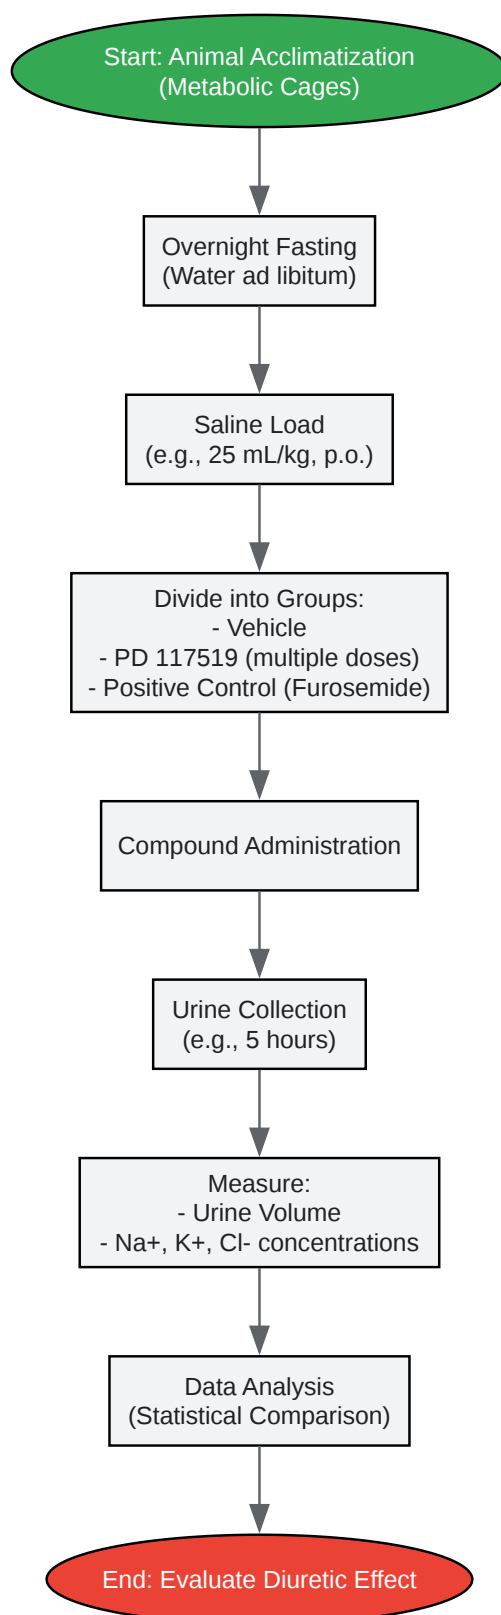 Start: Animal Acclimatization
(Metabolic Cages)
Overnight Fasting
(Water ad libitum)
Saline Load
(e.g., 25 mL/kg, p.o.)
Divide into Groups:
- Vehicle
- PD 117519 (multiple doses)
- Positive Control (Furosemide)
Compound Administration
Urine Collection
(e.g., 5 hours)
Measure:
- Urine Volume
- Na+, K+, Cl- concentrations
Data Analysis
(Statistical Comparison)
End: Evaluate Diuretic Effect